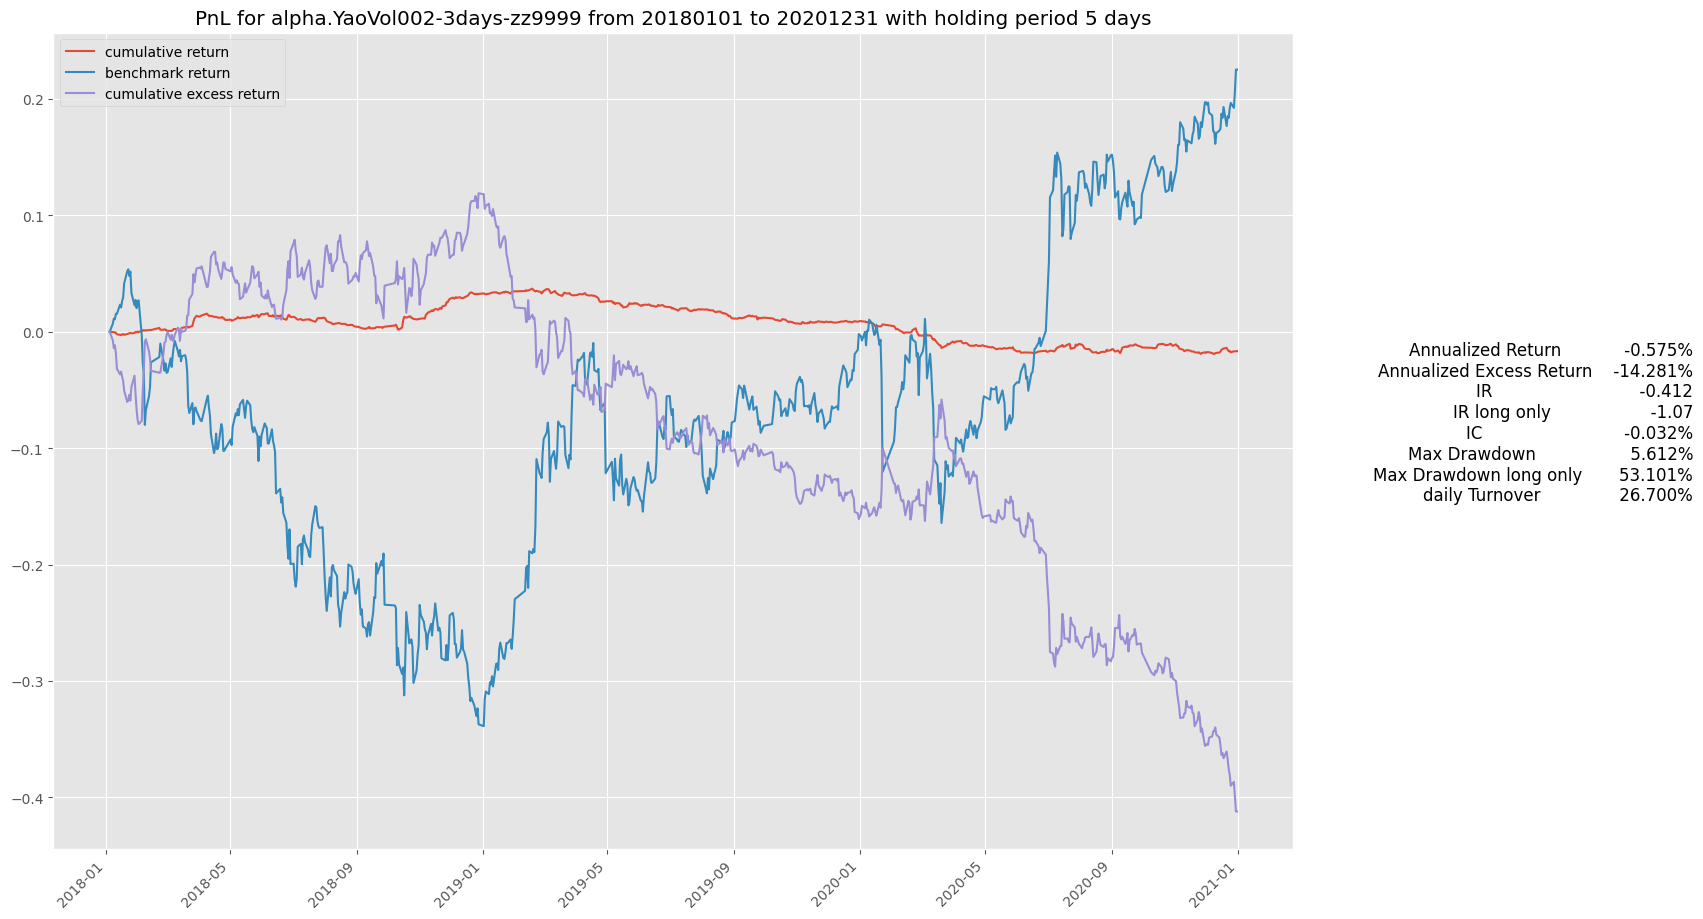 PnL for alpha.YaoVol002-3days-zz9999 from 20180101 to 20201231 with holding period 5 days
cumulative return
benchmark return
cumulative excess return
0.2
0.1
0.0
−0.1
−0.2
−0.3
−0.4
2018-01
2018-05
2018-09
2019-01
2019-05
2019-09
2020-01
2020-05
2020-09
2021-01
Annualized Return -0.575%
Annualized Excess Return -14.281%
IR -0.412
IR long only -1.07
IC -0.032%
Max Drawdown 5.612%
Max Drawdown long only 53.101%
daily Turnover 26.700%